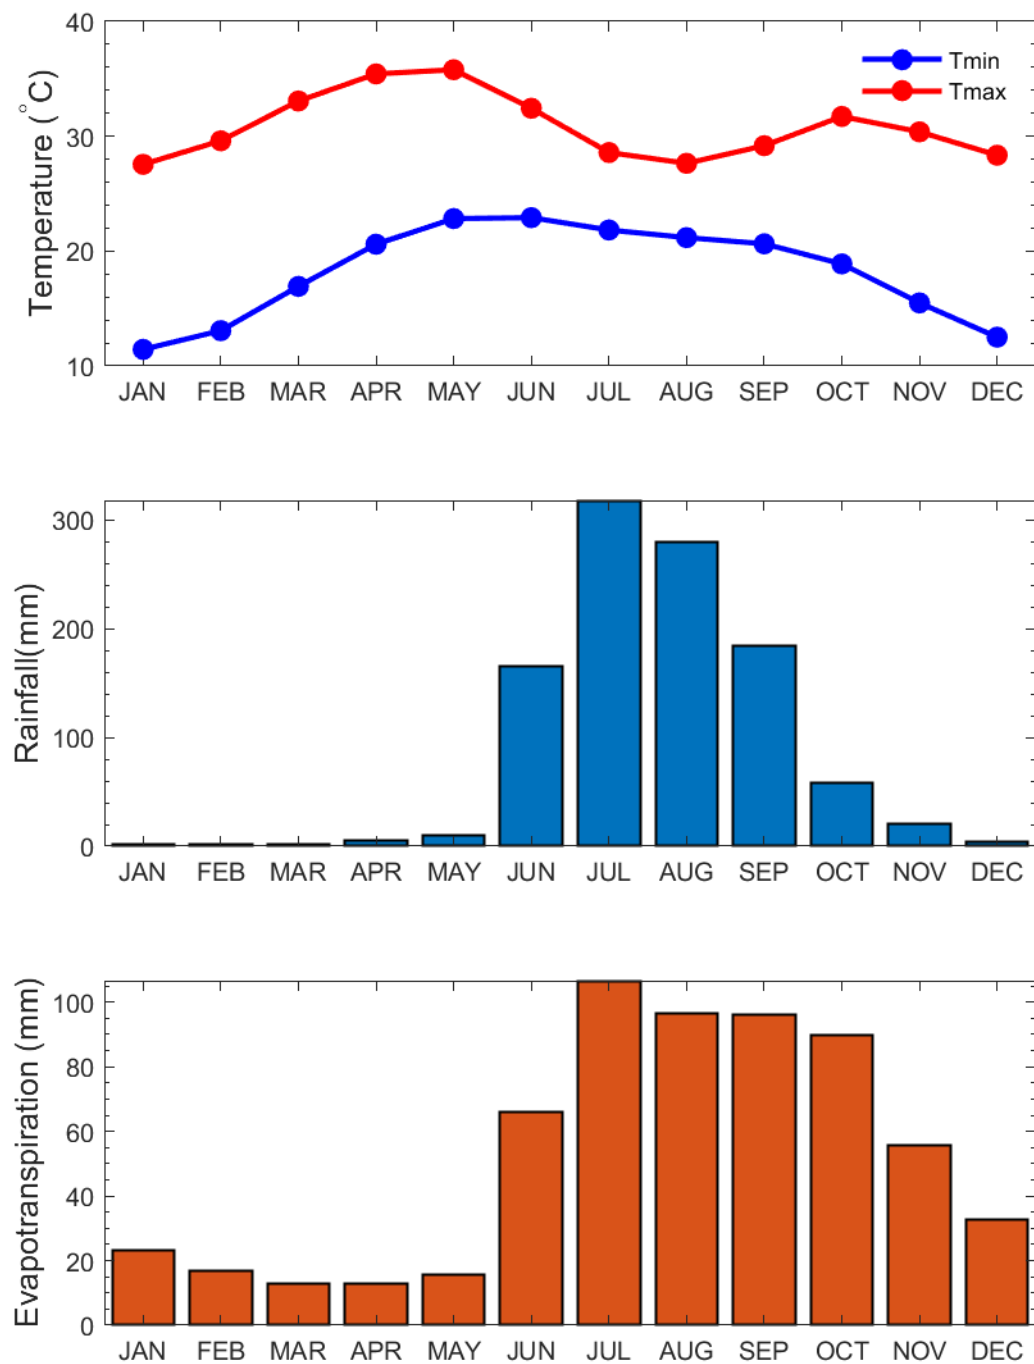 40
30
20
10
Temperature (°C)
Tmin
Tmax
JAN FEB MAR APR MAY JUN JUL AUG SEP OCT NOV DEC
300
200
100
0
Rainfall(mm)
JAN FEB MAR APR MAY JUN JUL AUG SEP OCT NOV DEC
100
80
60
40
20
0
Evapotranspiration (mm)
JAN FEB MAR APR MAY JUN JUL AUG SEP OCT NOV DEC